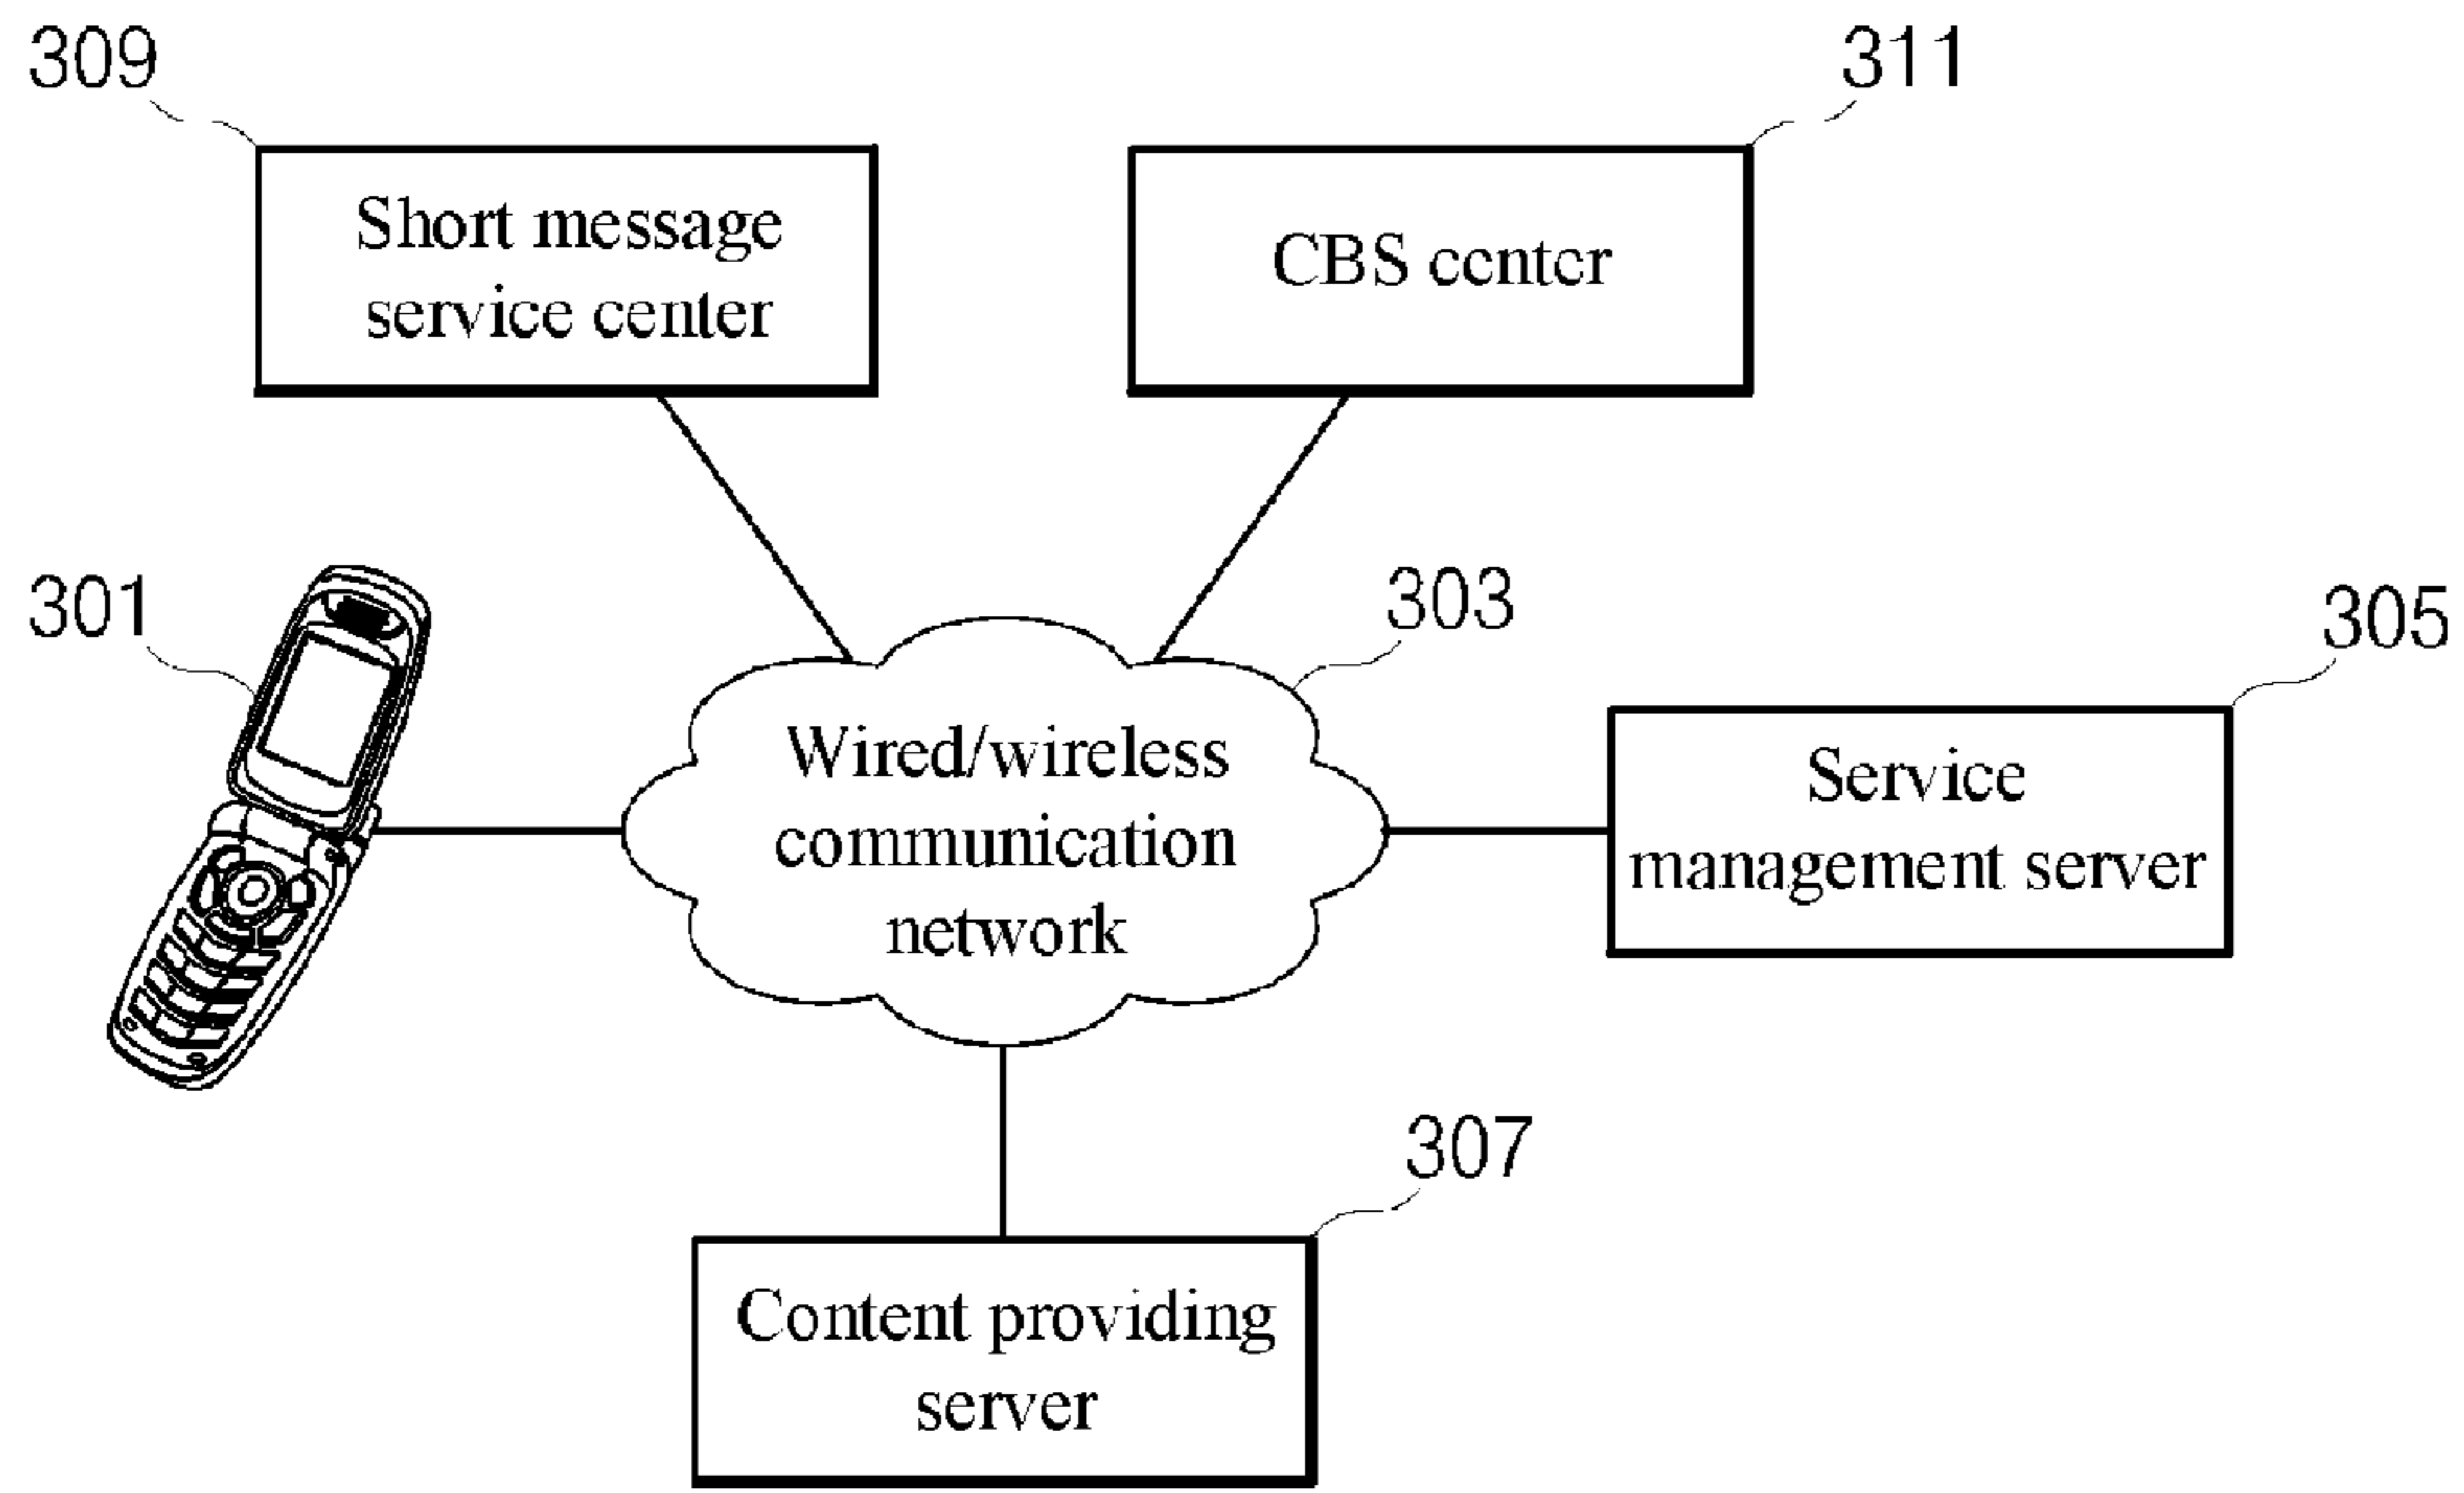 309
311
Short message
service center
CBS center
301
303
305
Wired/wireless
communication
network
Service
management server
307
Content providing
server